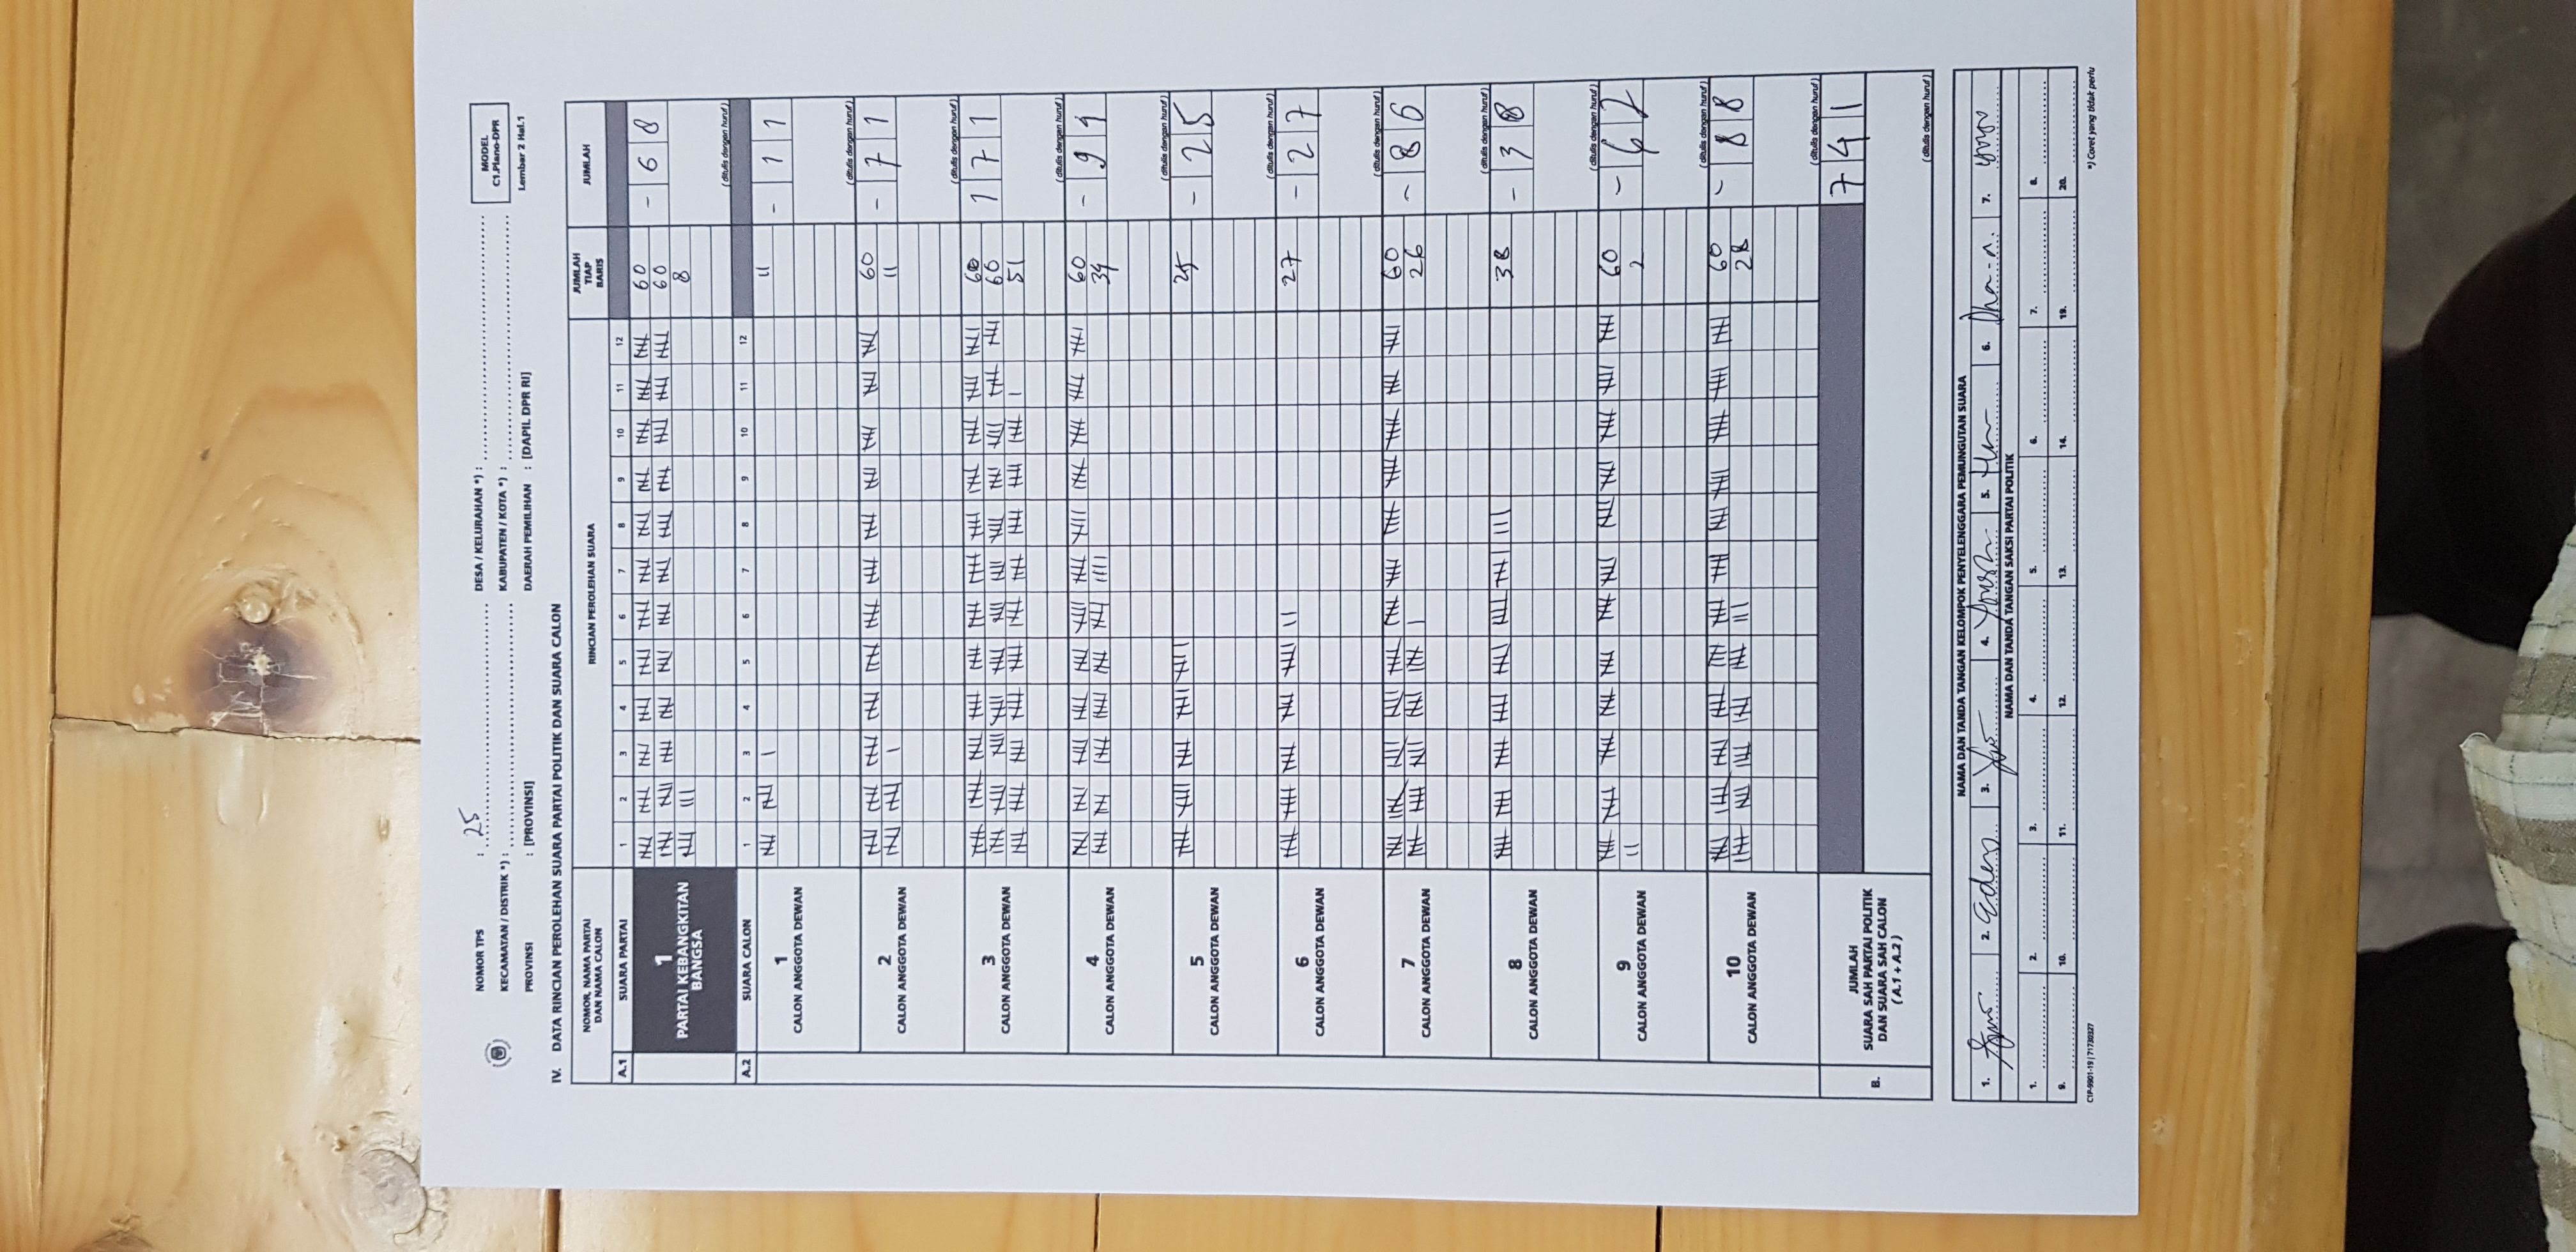 NOMOR TPS : 25 DESA / KELURAHAN *) :
KECAMATAN / DISTRIK *) : KABUPATEN / KOTA *) :
PROVINSI : [PROVINSI] DAERAH PEMILIHAN : [DAPIL DPR RI]
MODEL
C1.Plano-DPR
Lembar 2 Hal.1
IV. DATA RINCIAN PEROLEHAN SUARA PARTAI POLITIK DAN SUARA CALON
NOMOR, NAMA PARTAI DAN NAMA CALON RINCIAN PEROLEHAN SUARA JUMLAH TIAP BARIS JUMLAH
A.1 SUARA PARTAI 1 2 3 4 5 6 7 8 9 10 11 12
1 PARTAI KEBANGKITAN BANGSA
60 - 6 8
60
8
(ditulis dengan huruf)
A.2 SUARA CALON 1 2 3 4 5 6 7 8 9 10 11 12
1 CALON ANGGOTA DEWAN
11 - 1 1
(ditulis dengan huruf)
2 CALON ANGGOTA DEWAN
60 - 7 1
11
(ditulis dengan huruf)
3 CALON ANGGOTA DEWAN
60 1 7 1
60
51
(ditulis dengan huruf)
4 CALON ANGGOTA DEWAN
60 - 9 9
39
(ditulis dengan huruf)
5 CALON ANGGOTA DEWAN
25 - 2 5
(ditulis dengan huruf)
6 CALON ANGGOTA DEWAN
27 - 2 7
(ditulis dengan huruf)
7 CALON ANGGOTA DEWAN
60 - 8 6
26
(ditulis dengan huruf)
8 CALON ANGGOTA DEWAN
38 - 3 8
(ditulis dengan huruf)
9 CALON ANGGOTA DEWAN
60 - 6 2
2
(ditulis dengan huruf)
10 CALON ANGGOTA DEWAN
60 - 8 8
28
(ditulis dengan huruf)
B. JUMLAH SUARA SAH PARTAI POLITIK DAN SUARA SAH CALON (A.1 + A.2) 7 4 1
(ditulis dengan huruf)
NAMA DAN TANDA TANGAN KELOMPOK PENYELENGGARA PEMUNGUTAN SUARA
1. 2. 3. 4. 5. 6. 7.
NAMA DAN TANDA TANGAN SAKSI PARTAI POLITIK
1. 2. 3. 4. 5. 6. 7. 8.
9. 10. 11. 12. 13. 14. 19. 20.
C1P-9901-19 | 71730327 *) Coret yang tidak perlu